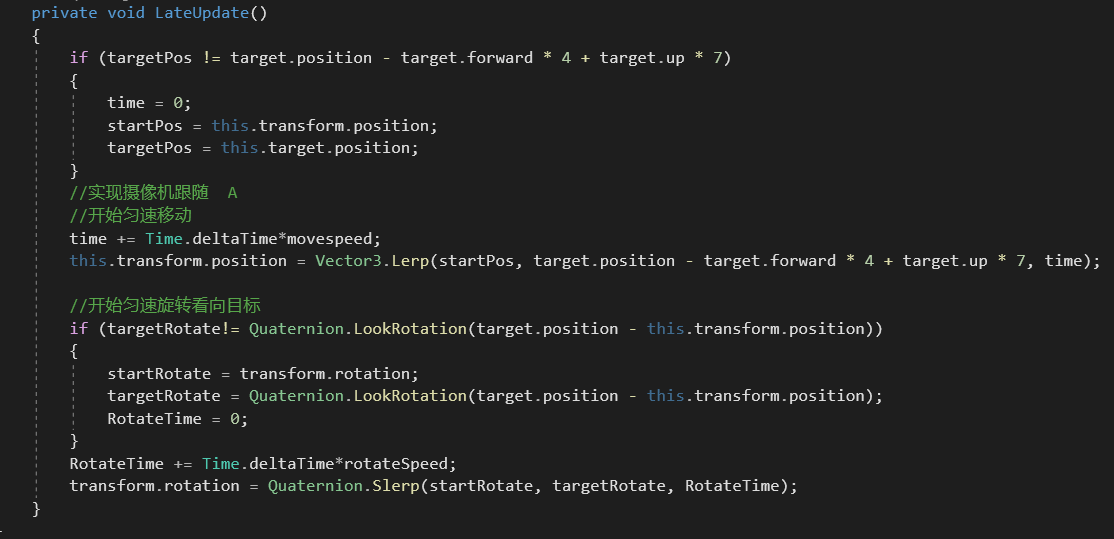 private void LateUpdate()
{
if (targetPos != target.position - target.forward * 4 + target.up * 7)
{
time = 0;
startPos = this.transform.position;
targetPos = this.target.position;
}
//实现摄像机跟随  A
//开始匀速移动
time += Time.deltaTime*movespeed;
this.transform.position = Vector3.Lerp(startPos, target.position - target.forward * 4 + target.up * 7, time);
//开始匀速旋转看向目标
if (targetRotate!= Quaternion.LookRotation(target.position - this.transform.position))
{
startRotate = transform.rotation;
targetRotate = Quaternion.LookRotation(target.position - this.transform.position);
RotateTime = 0;
}
RotateTime += Time.deltaTime*rotateSpeed;
transform.rotation = Quaternion.Slerp(startRotate, targetRotate, RotateTime);
}